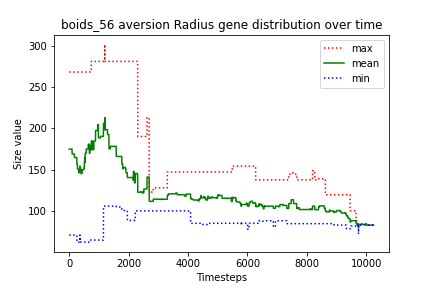 boids_56 aversion Radius gene distribution over time
max
mean
min
Size value
300
250
200
150
100
0
2000
4000
6000
8000
10000
Timesteps